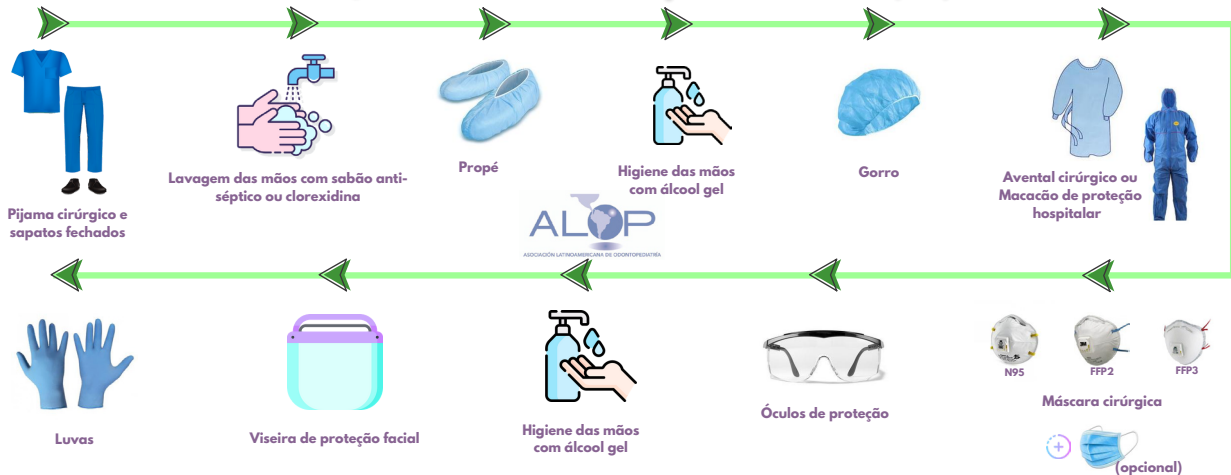 Pijama cirúrgico e
sapatos fechados
Lavagem das mãos com sabão anti-
séptico ou clorexidina
Propé
Higiene das mãos
com álcool gel
Gorro
Avental cirúrgico ou
Macacão de proteção
hospitalar
ALOP
ASOCIACIÓN LATINOAMERICANA DE ODONTOPEDIATRÍA
N95
FFP2
FFP3
Máscara cirúrgica
(opcional)
Óculos de proteção
Higiene das mãos
com álcool gel
Viseira de proteção facial
Luvas